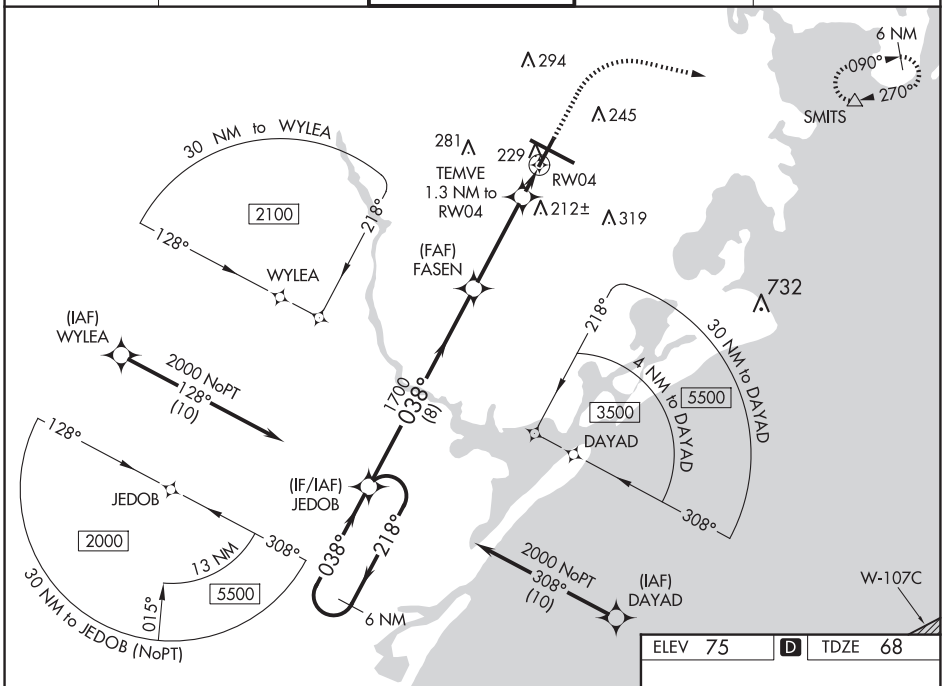 294
6 NM
090°
270°
SMITS
245
281
229
TEMVE
1.3 NM to
RW04
RW04
212±
319
30 NM to WYLEA
2100
218°
128°
WYLEA
(FAF)
FASEN
732
(IAF)
WYLEA
2000 NoPT
128°
(10)
1700
038°
(8)
218°
30 NM to DAYAD
4 NM to DAYAD
5500
3500
DAYAD
308°
128°
JEDOB
(IF/IAF)
JEDOB
2000
308°
13 NM
5500
015°
30 NM to JEDOB (NoPT)
038°
218°
6 NM
2000 NoPT
308°
(10)
(IAF)
DAYAD
W-107C
ELEV 75 D TDZE 68